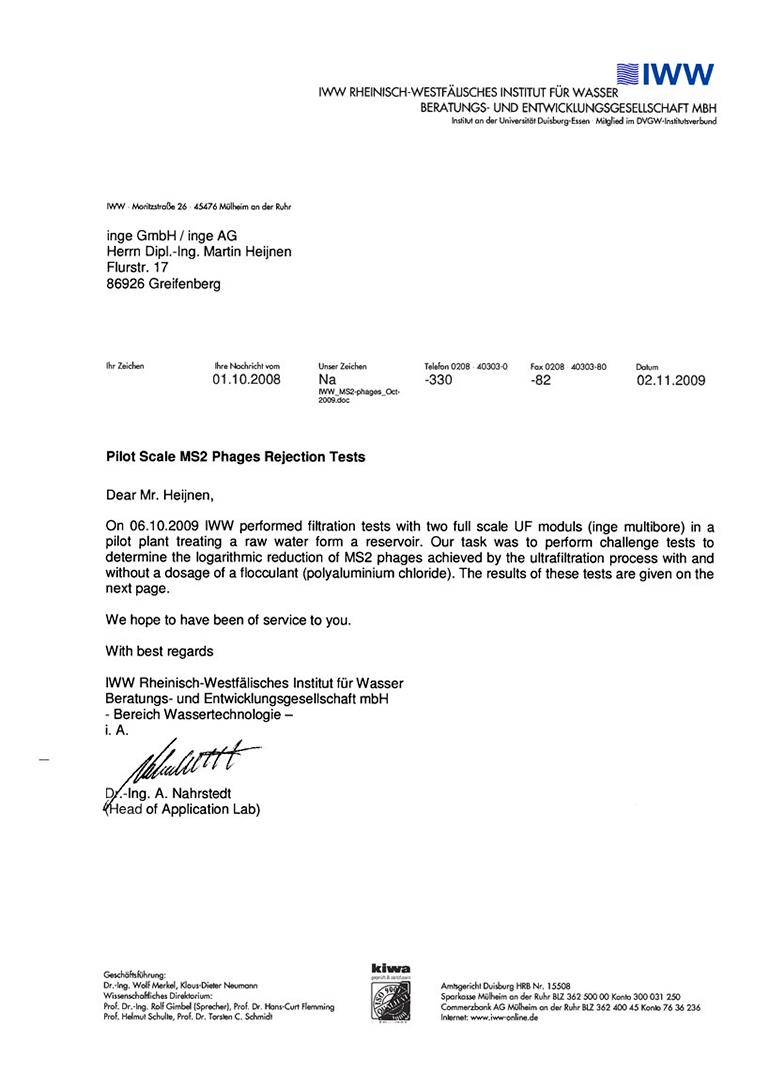 IWW
IWW RHEINISCH-WESTFÄLISCHES INSTITUT FÜR WASSER
BERATUNGS- UND ENTWICKLUNGSGESELLSCHAFT MBH
Institut an der Universität Duisburg-Essen · Mitglied im DVGW-Institutsverbund
IWW · Moritzstraße 26 · 45476 Mülheim an der Ruhr
inge GmbH / inge AG
Herrn Dipl.-Ing. Martin Heijnen
Flurstr. 17
86926 Greifenberg
Ihr Zeichen Ihre Nachricht vom Unser Zeichen Telefon 0208 · 40303-0 Fax 0208 · 40303-80 Datum
01.10.2008 Na -330 -82 02.11.2009
IWW_MS2-phages_Oct-
2009.doc
Pilot Scale MS2 Phages Rejection Tests
Dear Mr. Heijnen,
On 06.10.2009 IWW performed filtration tests with two full scale UF moduls (inge multibore) in a
pilot plant treating a raw water form a reservoir. Our task was to perform challenge tests to
determine the logarithmic reduction of MS2 phages achieved by the ultrafiltration process with and
without a dosage of a flocculant (polyaluminium chloride). The results of these tests are given on the
next page.
We hope to have been of service to you.
With best regards
IWW Rheinisch-Westfälisches Institut für Wasser
Beratungs- und Entwicklungsgesellschaft mbH
- Bereich Wassertechnologie –
i. A.
Dr.-Ing. A. Nahrstedt
(Head of Application Lab)
Geschäftsführung:
Dr.-Ing. Wolf Merkel, Klaus-Dieter Neumann
Wissenschaftliches Direktorium:
Prof. Dr.-Ing. Rolf Gimbel (Sprecher), Prof. Dr. Hans-Curt Flemming
Prof. Helmut Schulte, Prof. Dr. Torsten C. Schmidt
kiwa
Amtsgericht Duisburg HRB Nr. 15508
Sparkasse Mülheim an der Ruhr BLZ 362 500 00 Konto 300 031 250
Commerzbank AG Mülheim an der Ruhr BLZ 362 400 45 Konto 76 36 236
Internet: www.iww-online.de